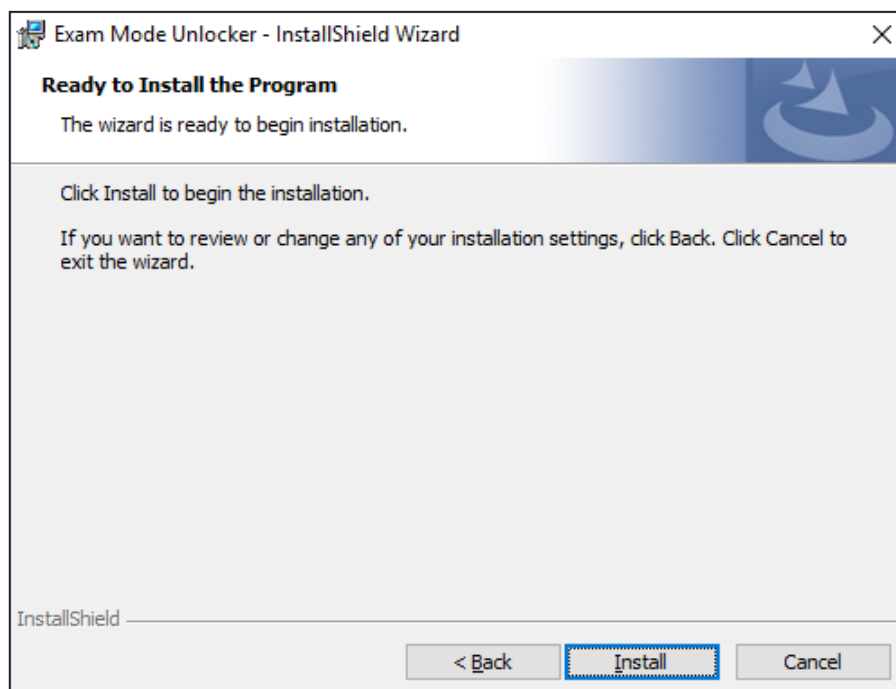 Exam Mode Unlocker - InstallShield Wizard
Ready to Install the Program
The wizard is ready to begin installation.
Click Install to begin the installation.
If you want to review or change any of your installation settings, click Back. Click Cancel to
exit the wizard.
InstallShield
< Back
Install
Cancel